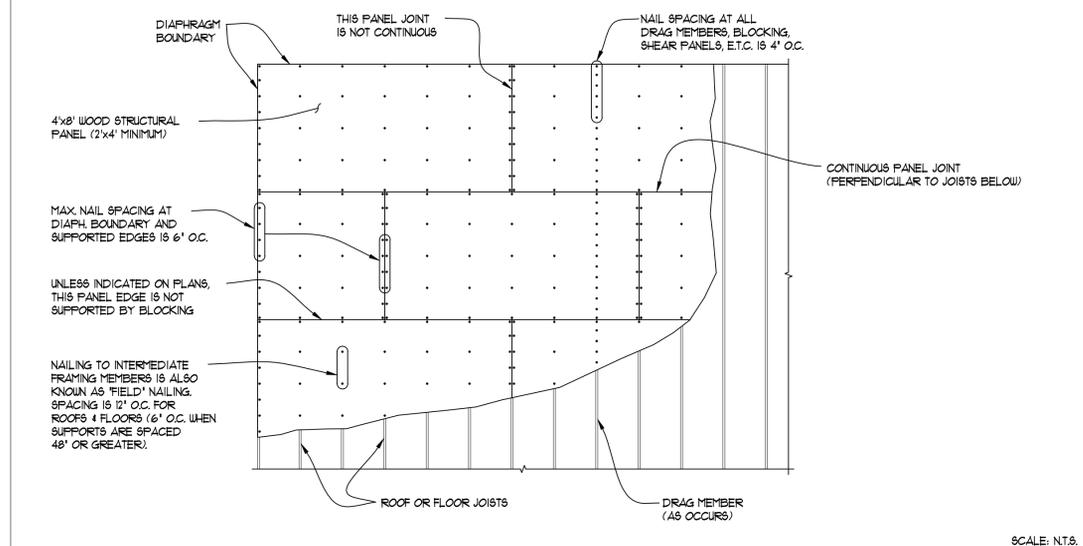 DIAPHRAGM
BOUNDARY
THIS PANEL JOINT
IS NOT CONTINUOUS
NAIL SPACING AT ALL
DRAG MEMBERS, BLOCKING,
SHEAR PANELS, E.T.C. IS 4" O.C.
4'x8' WOOD STRUCTURAL
PANEL (2'x4' MINIMUM)
CONTINUOUS PANEL JOINT
(PERPENDICULAR TO JOISTS BELOW)
MAX. NAIL SPACING AT
DIAPH. BOUNDARY AND
SUPPORTED EDGES IS 6" O.C.
UNLESS INDICATED ON PLANS,
THIS PANEL EDGE IS NOT
SUPPORTED BY BLOCKING
NAILING TO INTERMEDIATE
FRAMING MEMBERS IS ALSO
KNOWN AS "FIELD" NAILING.
SPACING IS 12" O.C. FOR
ROOFS & FLOORS (6" O.C. WHEN
SUPPORTS ARE SPACED
48" OR GREATER).
ROOF OR FLOOR JOISTS
DRAG MEMBER
(AS OCCURS)
SCALE: N.T.S.